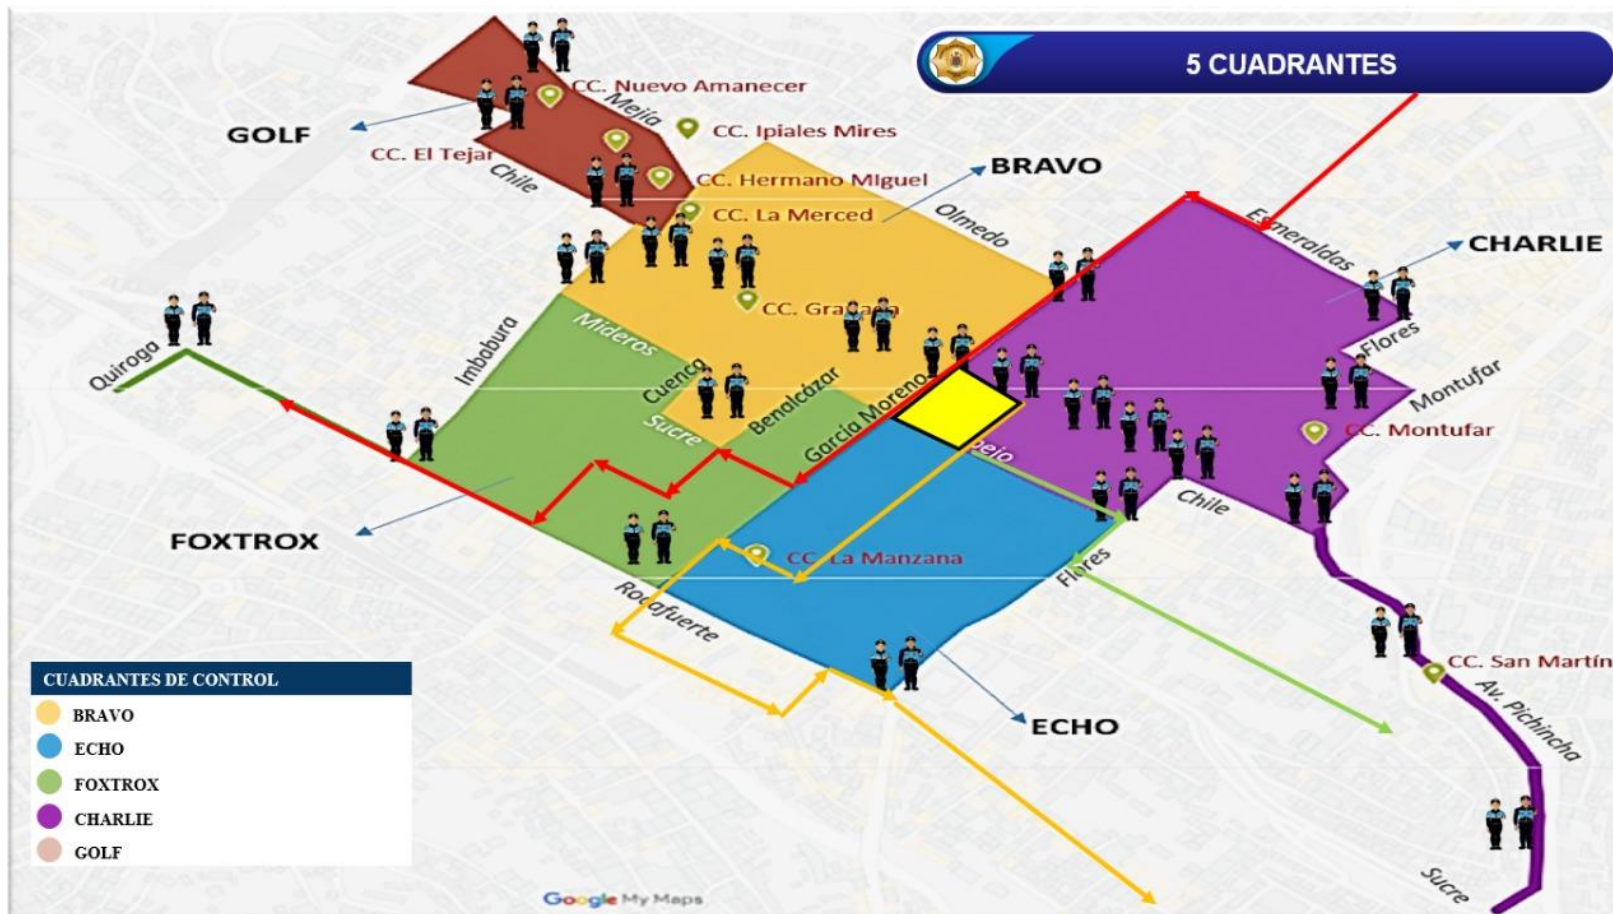 5 CUADRANTES
CC. Nuevo Amanecer
Mejía
GOLF
CC. Ipiales Mires
CC. El Tejar
Chile
BRAVO
CC. Hermano MIguel
CC. La Merced
Olmedo
Esmeraldas
CHARLIE
CC. Granada
Mideros
Flores
Imbabura
Quiroga
Cuenca
Benalcázar
García Moreno
Montufar
Sucre
CC. Montufar
Chile
FOXTROX
CC. La Manzana
Flores
Rocafuerte
CC. San Martín
Av. Pichincha
ECHO
CUADRANTES DE CONTROL
BRAVO
ECHO
FOXTROX
CHARLIE
GOLF
Sucre
Google My Maps